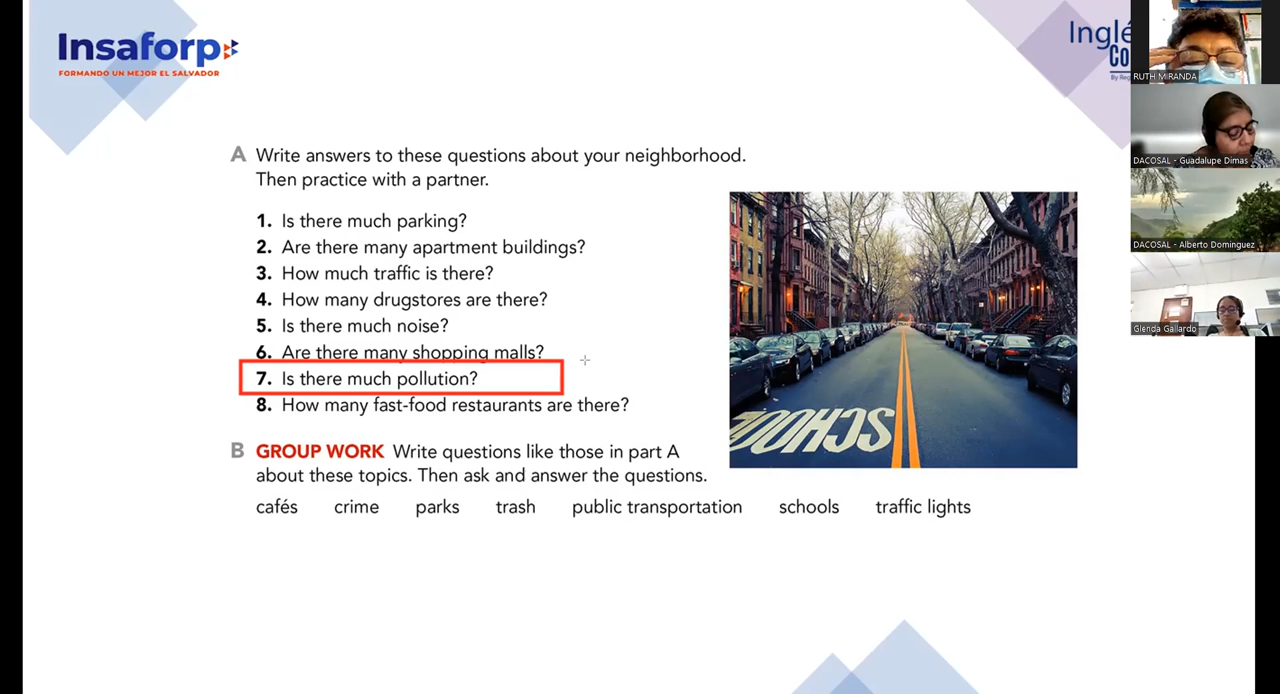 Insaforp
FORMANDO UN MEJOR EL SALVADOR
Inglé
CO
By Reg
A Write answers to these questions about your neighborhood.
Then practice with a partner.
1. Is there much parking?
2. Are there many apartment buildings?
3. How much traffic is there?
4. How many drugstores are there?
5. Is there much noise?
6. Are there many shopping malls?
7. Is there much pollution?
8. How many fast-food restaurants are there?
SCHOOL
B GROUP WORK Write questions like those in part A
about these topics. Then ask and answer the questions.
cafés crime parks trash public transportation schools traffic lights
RUTH MIRANDA
DACOSAL - Guadalupe Dimas
DACOSAL - Alberto Dominguez
Glenda Gallardo